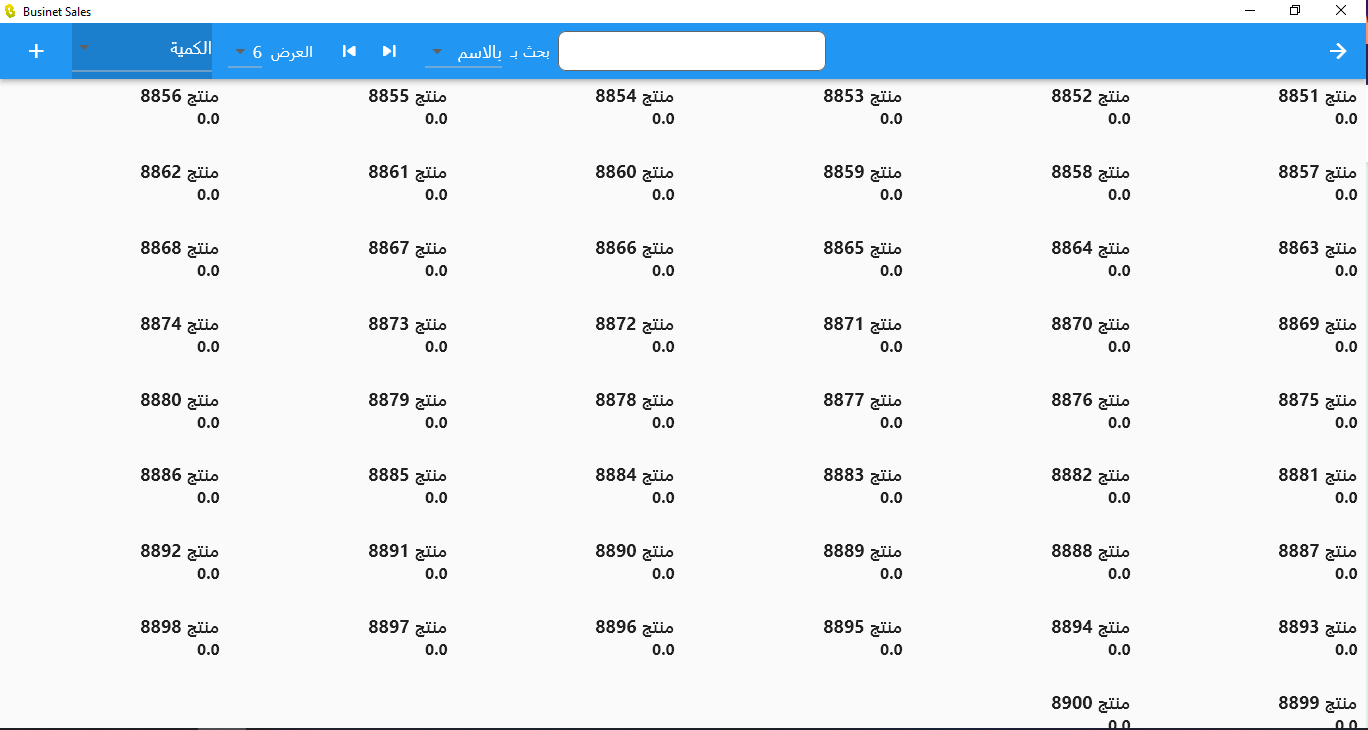 Businet Sales
بحث بـ بالاسم العرض 6 الكمية
منتج 8851 منتج 8852 منتج 8853 منتج 8854 منتج 8855 منتج 8856
0.0 0.0 0.0 0.0 0.0 0.0
منتج 8857 منتج 8858 منتج 8859 منتج 8860 منتج 8861 منتج 8862
0.0 0.0 0.0 0.0 0.0 0.0
منتج 8863 منتج 8864 منتج 8865 منتج 8866 منتج 8867 منتج 8868
0.0 0.0 0.0 0.0 0.0 0.0
منتج 8869 منتج 8870 منتج 8871 منتج 8872 منتج 8873 منتج 8874
0.0 0.0 0.0 0.0 0.0 0.0
منتج 8875 منتج 8876 منتج 8877 منتج 8878 منتج 8879 منتج 8880
0.0 0.0 0.0 0.0 0.0 0.0
منتج 8881 منتج 8882 منتج 8883 منتج 8884 منتج 8885 منتج 8886
0.0 0.0 0.0 0.0 0.0 0.0
منتج 8887 منتج 8888 منتج 8889 منتج 8890 منتج 8891 منتج 8892
0.0 0.0 0.0 0.0 0.0 0.0
منتج 8893 منتج 8894 منتج 8895 منتج 8896 منتج 8897 منتج 8898
0.0 0.0 0.0 0.0 0.0 0.0
منتج 8899 منتج 8900
0.0 0.0